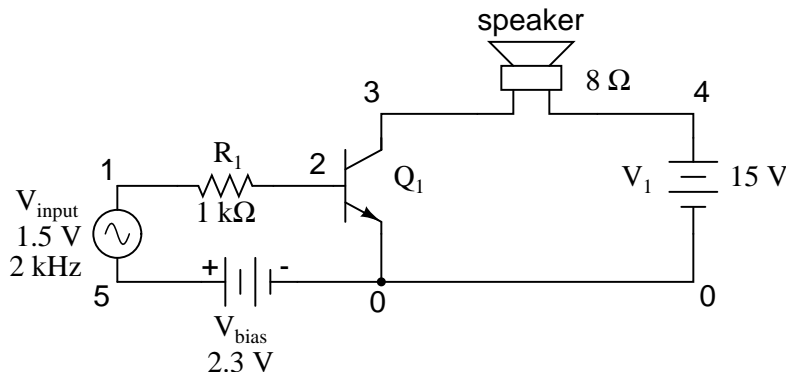 speaker
8 Ω
3
4
R1
1
2
Q1
V1
15 V
Vinput
1 kΩ
1.5 V
2 kHz
+
-
5
0
0
Vbias
2.3 V